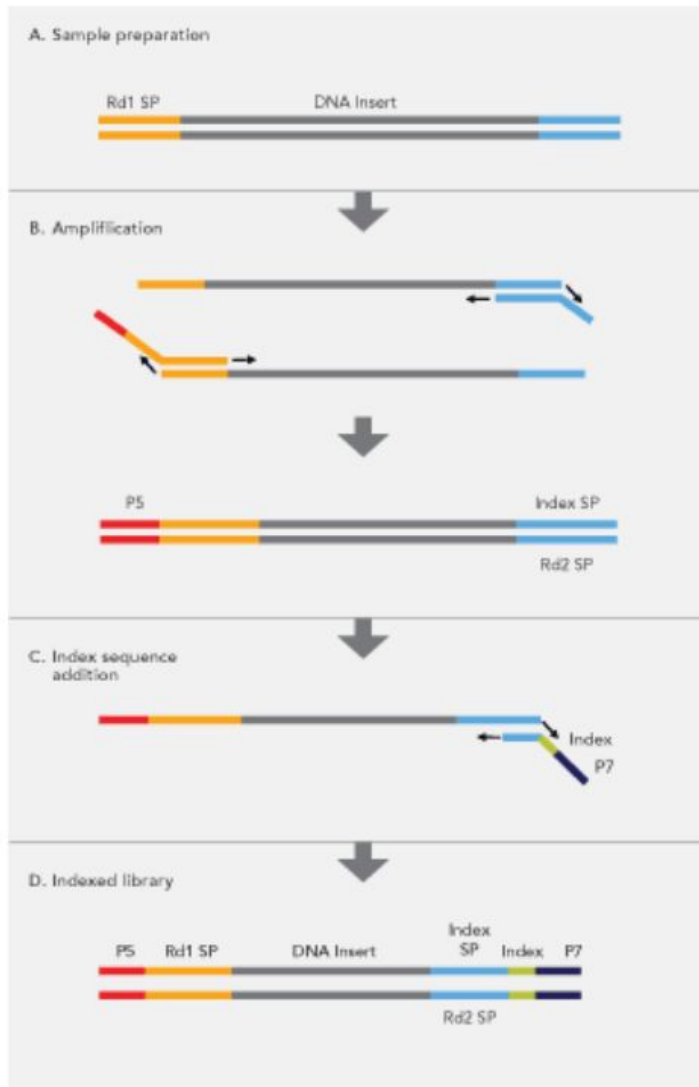 A. Sample preparation
Rd1 SP DNA Insert
B. Amplifilication
P5 Index SP
Rd2 SP
C. Index sequence
addition
Index
P7
D. Indexed library
Index
P5 Rd1 SP DNA Insert SP Index P7
Rd2 SP